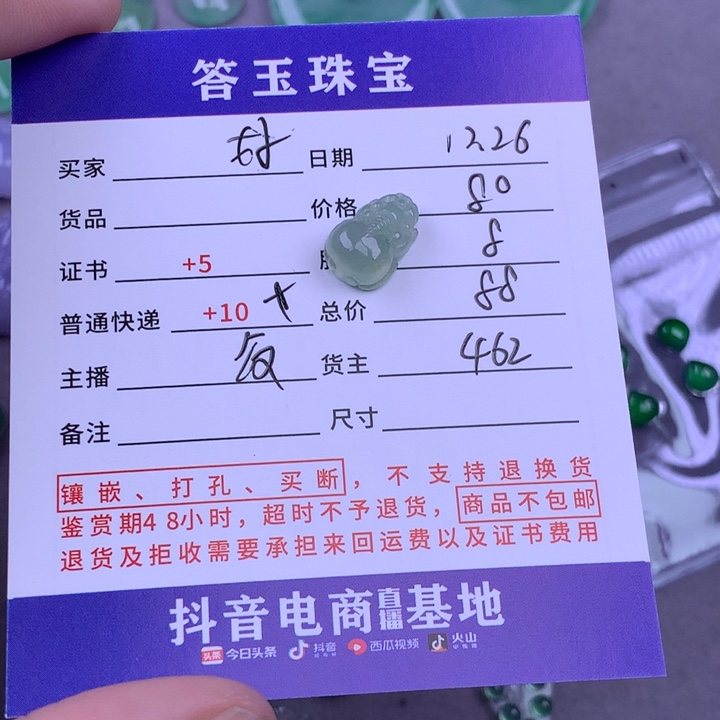 答玉珠宝
买家 日期 1226
货品 价格 80
证书 +5 8
普通快递 +10 总价 88
主播 货主 462
备注 尺寸
镶嵌、打孔、买断，不支持退换货
鉴赏期48小时，超时不予退货，商品不包邮
退货及拒收需要承担来回运费以及证书费用
抖音电商直播基地
头条 今日头条 抖音 西瓜视频 火山